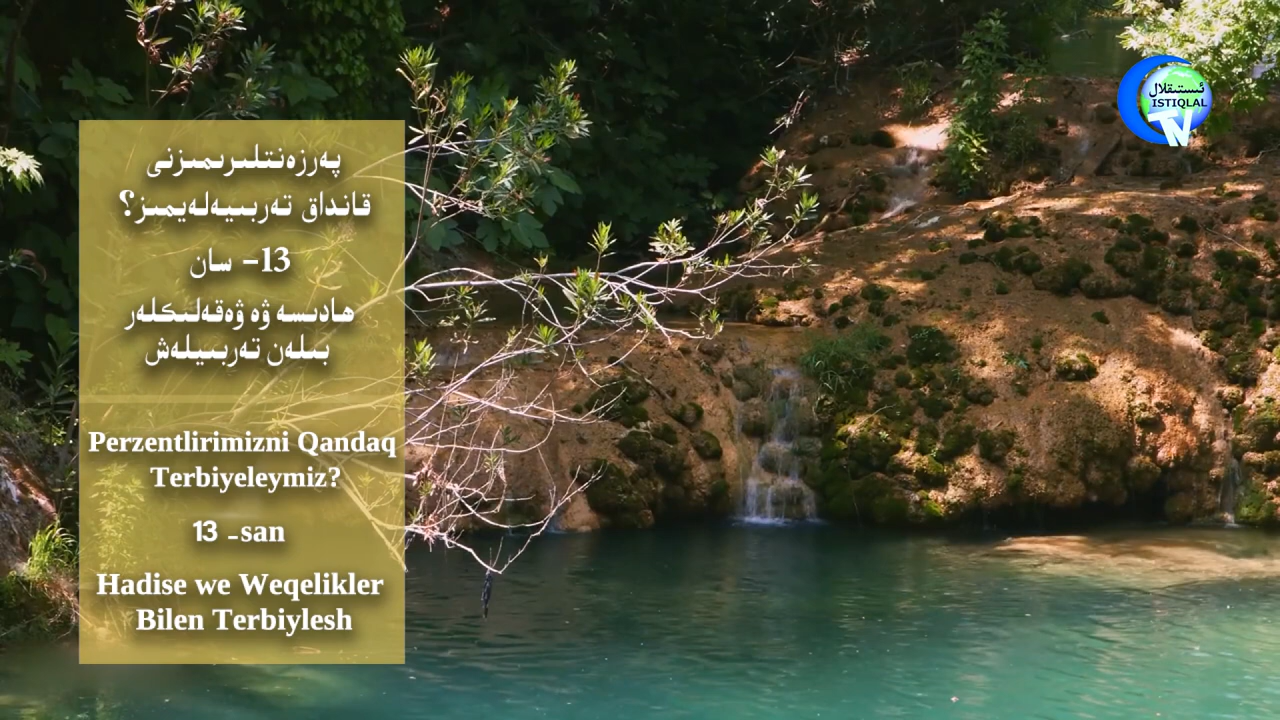 پەرزەنتلىرىمىزنى
قانداق تەربىيەلەيمىز؟
13- سان
ھادىسە ۋە ۋەقەلىكلەر
بىلەن تەربىيلەش
Perzentlirimizni Qandaq
Terbiyeleymiz?
13 -san
Hadise we Weqelikler
Bilen Terbiylesh
ئىستىقلال
ISTIQLAL
TV